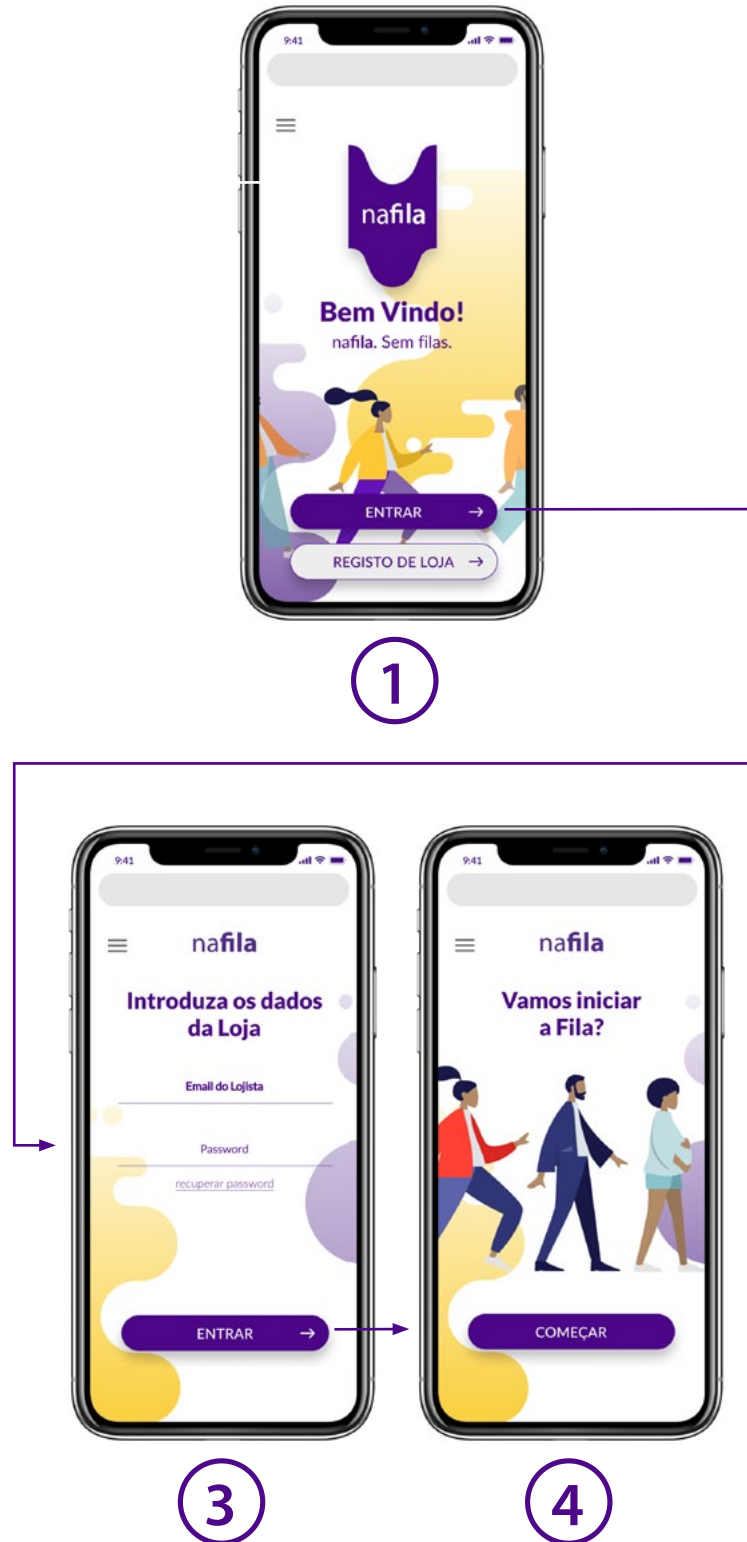 9:41
nafila
Bem Vindo!
nafila. Sem filas.
ENTRAR →
REGISTO DE LOJA →
1
9:41
nafila
Introduza os dados
da Loja
Email do Lojista
Password
recuperar password
ENTRAR →
3
9:41
nafila
Vamos iniciar
a Fila?
COMEÇAR
4